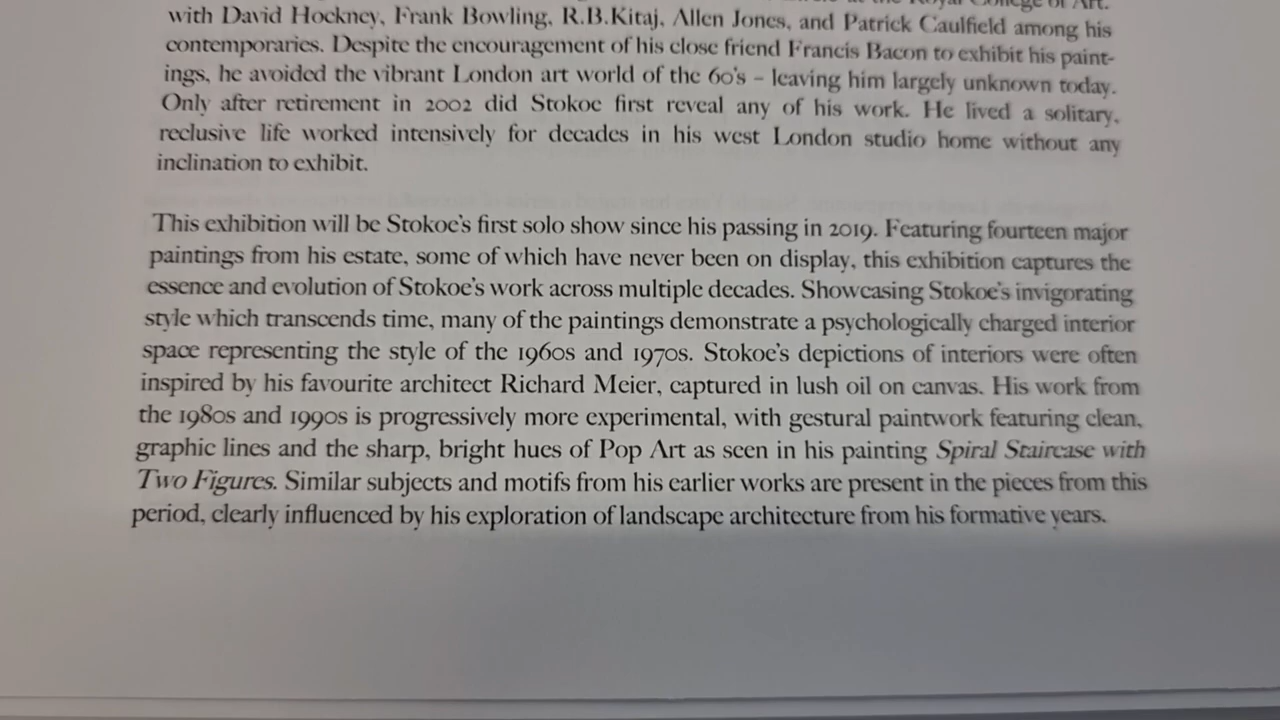 Royal College of Art.
with David Hockney, Frank Bowling, R.B.Kitaj, Allen Jones, and Patrick Caulfield among his
contemporaries. Despite the encouragement of his close friend Francis Bacon to exhibit his paint-
ings, he avoided the vibrant London art world of the 60's – leaving him largely unknown today.
Only after retirement in 2002 did Stokoe first reveal any of his work. He lived a solitary,
reclusive life worked intensively for decades in his west London studio home without any
inclination to exhibit.
This exhibition will be Stokoe's first solo show since his passing in 2019. Featuring fourteen major
paintings from his estate, some of which have never been on display, this exhibition captures the
essence and evolution of Stokoe's work across multiple decades. Showcasing Stokoe's invigorating
style which transcends time, many of the paintings demonstrate a psychologically charged interior
space representing the style of the 1960s and 1970s. Stokoe's depictions of interiors were often
inspired by his favourite architect Richard Meier, captured in lush oil on canvas. His work from
the 1980s and 1990s is progressively more experimental, with gestural paintwork featuring clean,
graphic lines and the sharp, bright hues of Pop Art as seen in his painting Spiral Staircase with
Two Figures. Similar subjects and motifs from his earlier works are present in the pieces from this
period, clearly influenced by his exploration of landscape architecture from his formative years.